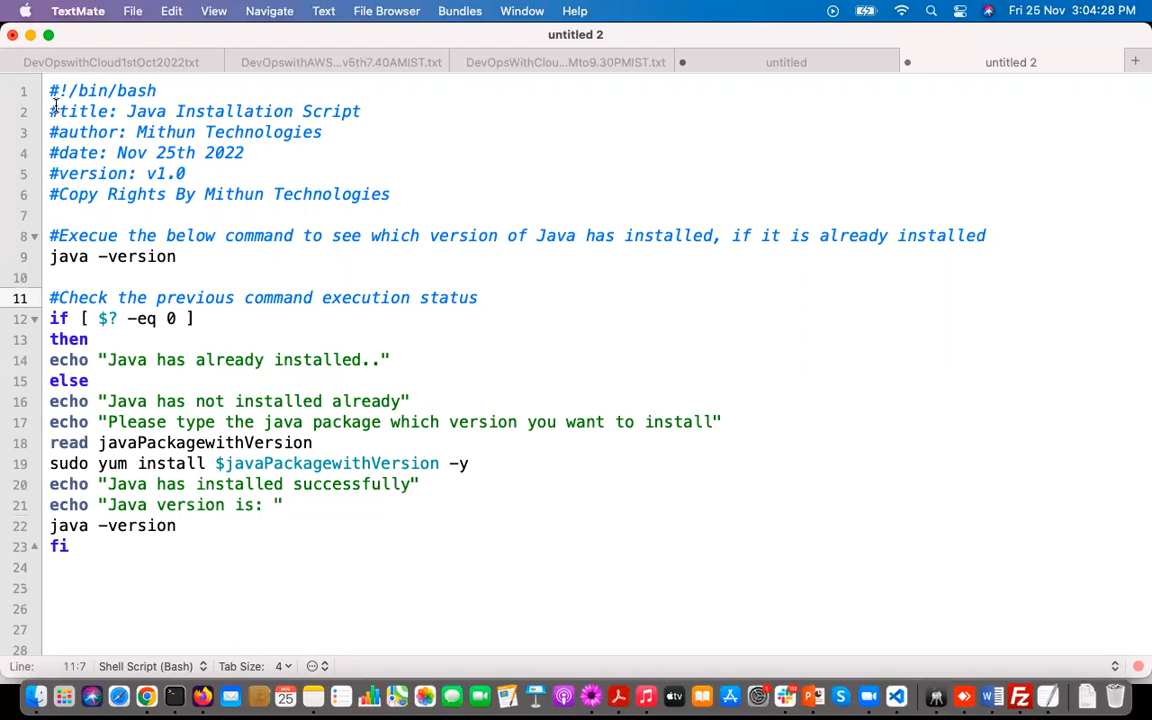 TextMate File Edit View Navigate Text File Browser Bundles Window Help Fri 25 Nov 3:04:28 PM
untitled 2
DevOpswithCloud1stOct2022txt DevOpswithAWS...v5th7.40AMIST.txt DevOpsWithClou...Mto9.30PMIST.txt untitled untitled 2 +
1 #!/bin/bash
2 #title: Java Installation Script
3 #author: Mithun Technologies
4 #date: Nov 25th 2022
5 #version: v1.0
6 #Copy Rights By Mithun Technologies
7
8 #Execue the below command to see which version of Java has installed, if it is already installed
9 java -version
10
11 #Check the previous command execution status
12 if [ $? -eq 0 ]
13 then
14 echo "Java has already installed.."
15 else
16 echo "Java has not installed already"
17 echo "Please type the java package which version you want to install"
18 read javaPackagewithVersion
19 sudo yum install $javaPackagewithVersion -y
20 echo "Java has installed successfully"
21 echo "Java version is: "
22 java -version
23 fi
24
25
26
27
28
Line: 11:7 Shell Script (Bash) Tab Size: 4
NOV
25
tv